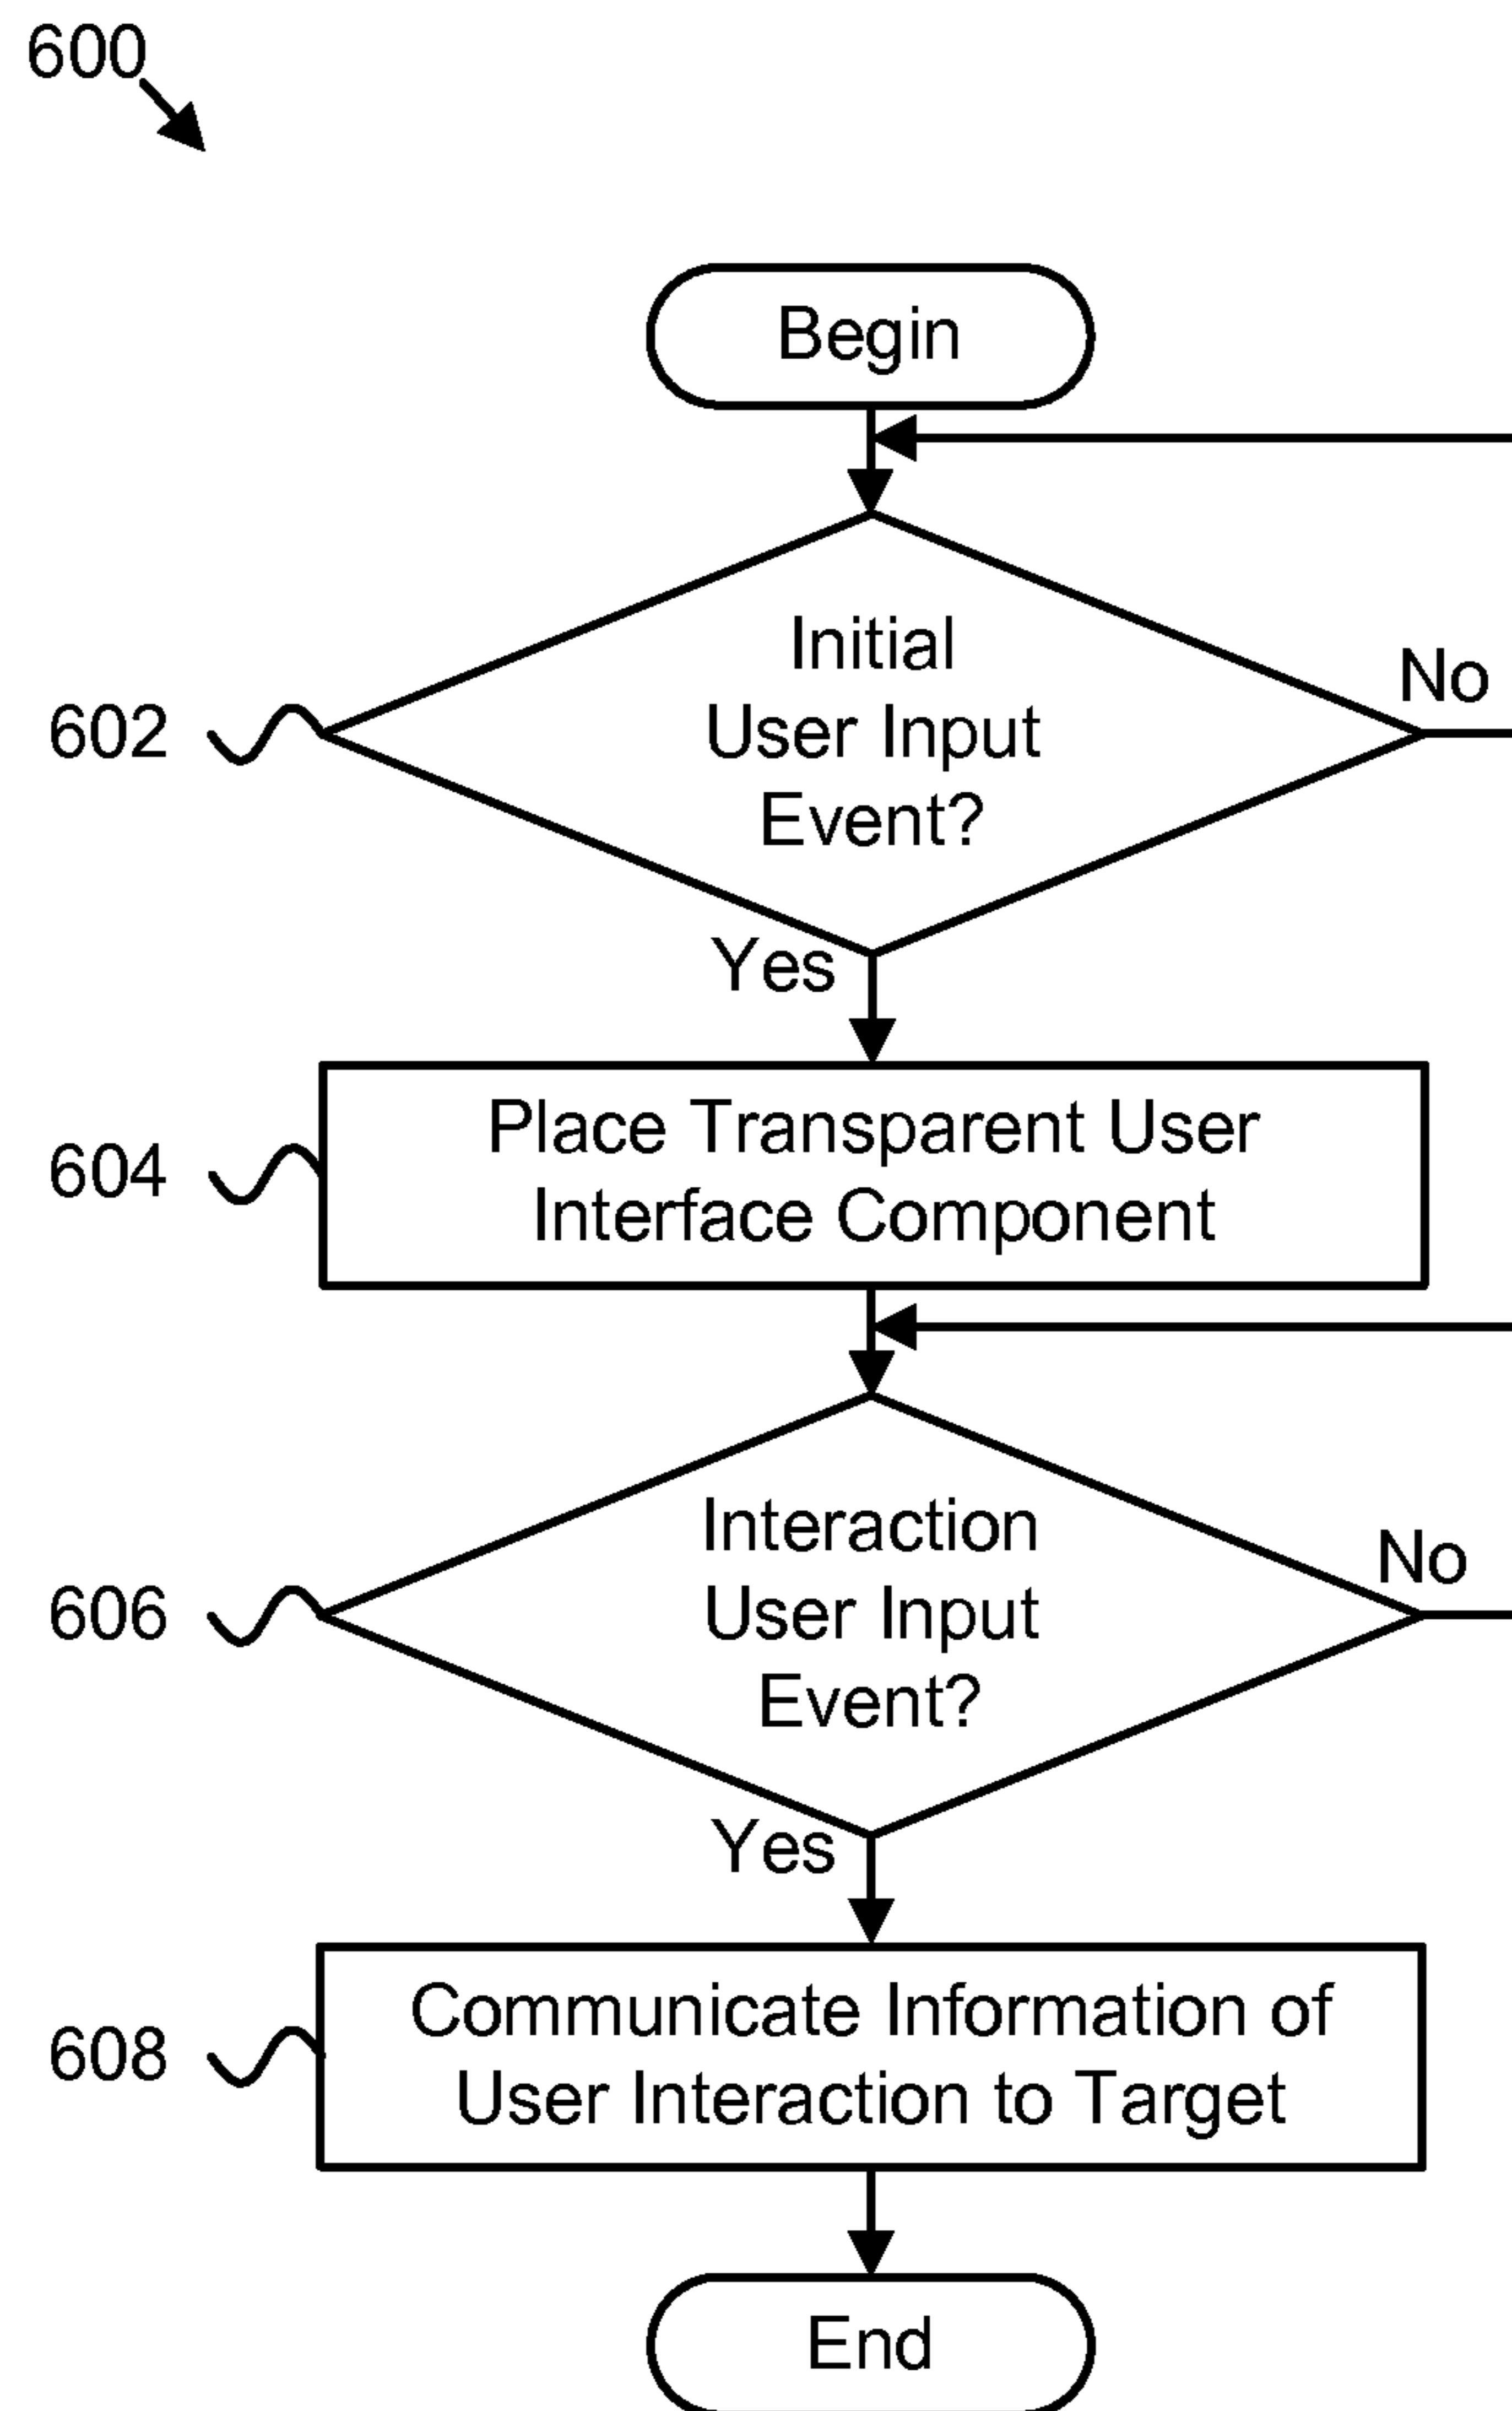 600
Begin
Initial
User Input
Event?
No
602
Yes
Place Transparent User
Interface Component
604
Interaction
User Input
Event?
No
606
Yes
Communicate Information of
User Interaction to Target
608
End